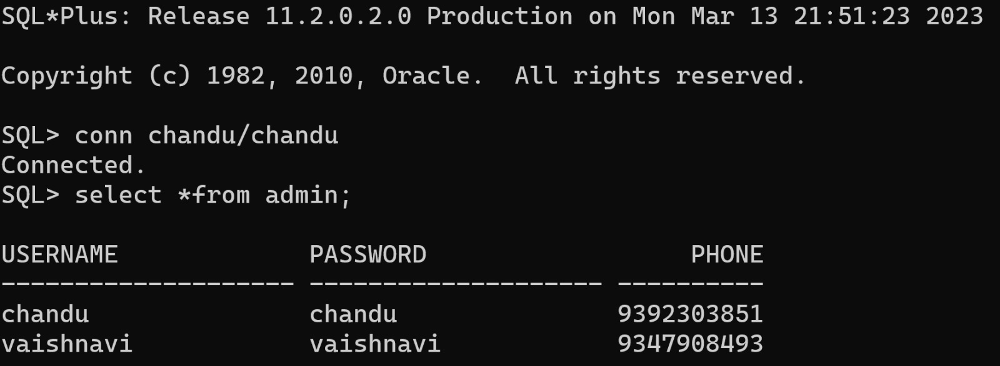 SQL*Plus: Release 11.2.0.2.0 Production on Mon Mar 13 21:51:23 2023
Copyright (c) 1982, 2010, Oracle.  All rights reserved.
SQL> conn chandu/chandu
Connected.
SQL> select *from admin;
USERNAME             PASSWORD                  PHONE
-------------------- -------------------- ----------
chandu               chandu               9392303851
vaishnavi            vaishnavi            9347908493